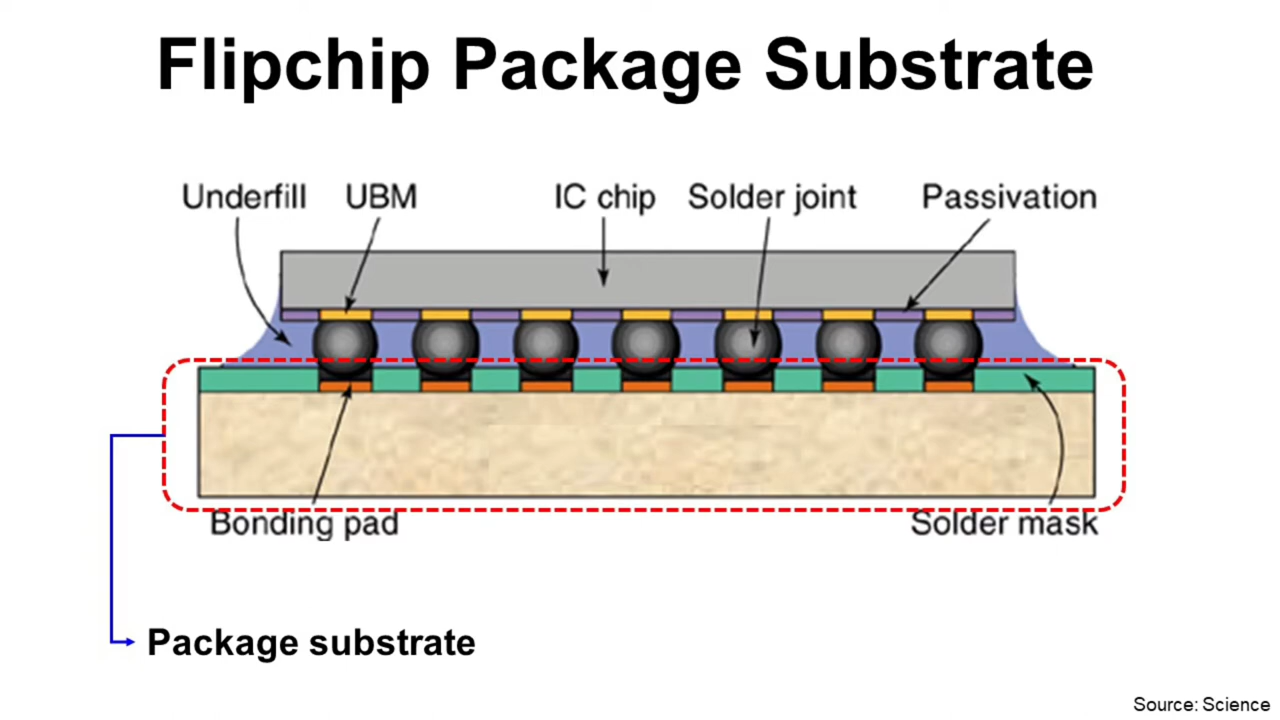 Flipchip Package Substrate
Underfill UBM IC chip Solder joint Passivation
Bonding pad Solder mask
Package substrate
Source: Science